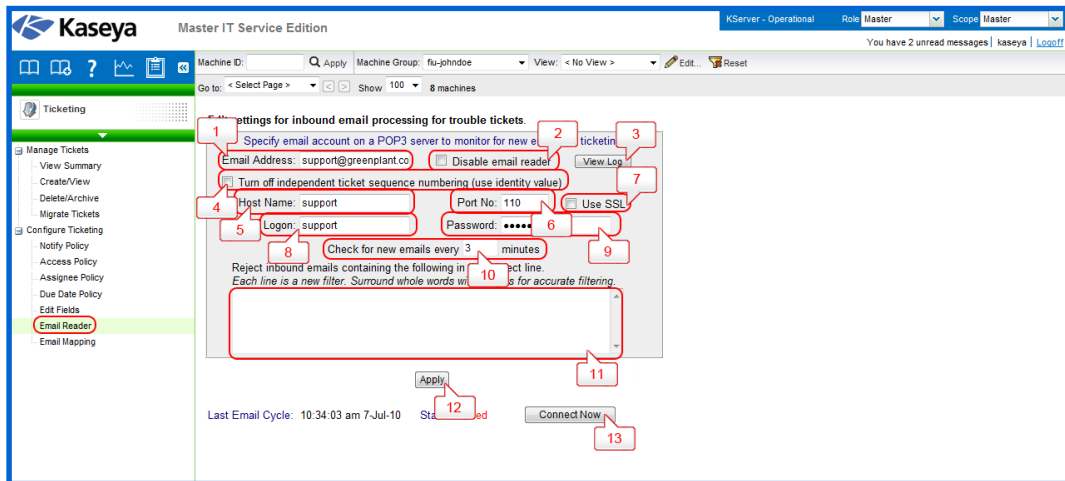 Kaseya
Master IT Service Edition
KServer - Operational Role Master Scope Master
You have 2 unread messages | kaseya | Logoff
Machine ID: Apply Machine Group: fiu-johndoe View: < No View > Edit... Reset
Go to: < Select Page > < > Show 100 8 machines
Ticketing
Manage Tickets
View Summary
Create/View
Delete/Archive
Migrate Tickets
Configure Ticketing
Notify Policy
Access Policy
Assignee Policy
Due Date Policy
Edit Fields
Email Reader
Email Mapping
settings for inbound email processing for trouble tickets.
1 2 3
Specify email account on a POP3 server to monitor for new
Email Address: support@greenplant.co Disable email reader View Log
7
Turn off independent ticket sequence numbering (use identity value)
4
Host Name: support Port No: 110 Use SSL
5 6
Logon: support Password: •••••
8 9
Check for new emails every 3 minutes
10
Reject inbound emails containing the following in line.
Each line is a new filter. Surround whole words for accurate filtering.
11
Apply
12
Last Email Cycle: 10:34:03 am 7-Jul-10
Connect Now
13